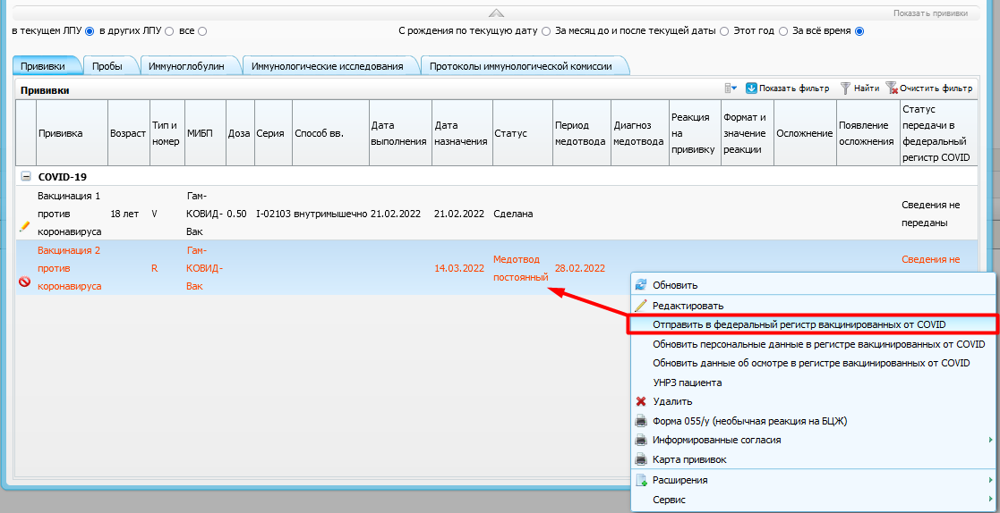 Показать прививки
в текущем ЛПУ в других ЛПУ все С рождения по текущую дату За месяц до и после текущей даты Этот год За всё время
Прививки Пробы Иммуноглобулин Иммунологические исследования Протоколы иммунологической комиссии
Прививки Показать фильтр Найти Очистить фильтр
Прививка Возраст Тип и номер МИБП Доза Серия Способ вв. Дата выполнения Дата назначения Статус Период медотвода Диагноз медотвода Реакция на прививку Формат и значение реакции Осложнение Появление осложнения Статус передачи в федеральный регистр COVID
COVID-19
Вакцинация 1 Гам-
против 18 лет V КОВИД- 0.50 I-02103 внутримышечно 21.02.2022 21.02.2022 Сделана Сведения не
коронавируса Вак переданы
Вакцинация 2 Гам-
против R КОВИД- 14.03.2022 Медотвод постоянный 28.02.2022 Сведения не
коронавируса Вак
Обновить
Редактировать
Отправить в федеральный регистр вакцинированных от COVID
Обновить персональные данные в регистре вакцинированных от COVID
Обновить данные об осмотре в регистре вакцинированных от COVID
УНРЗ пациента
Удалить
Форма 055/у (необычная реакция на БЦЖ)
Информированные согласия
Карта прививок
Расширения
Сервис